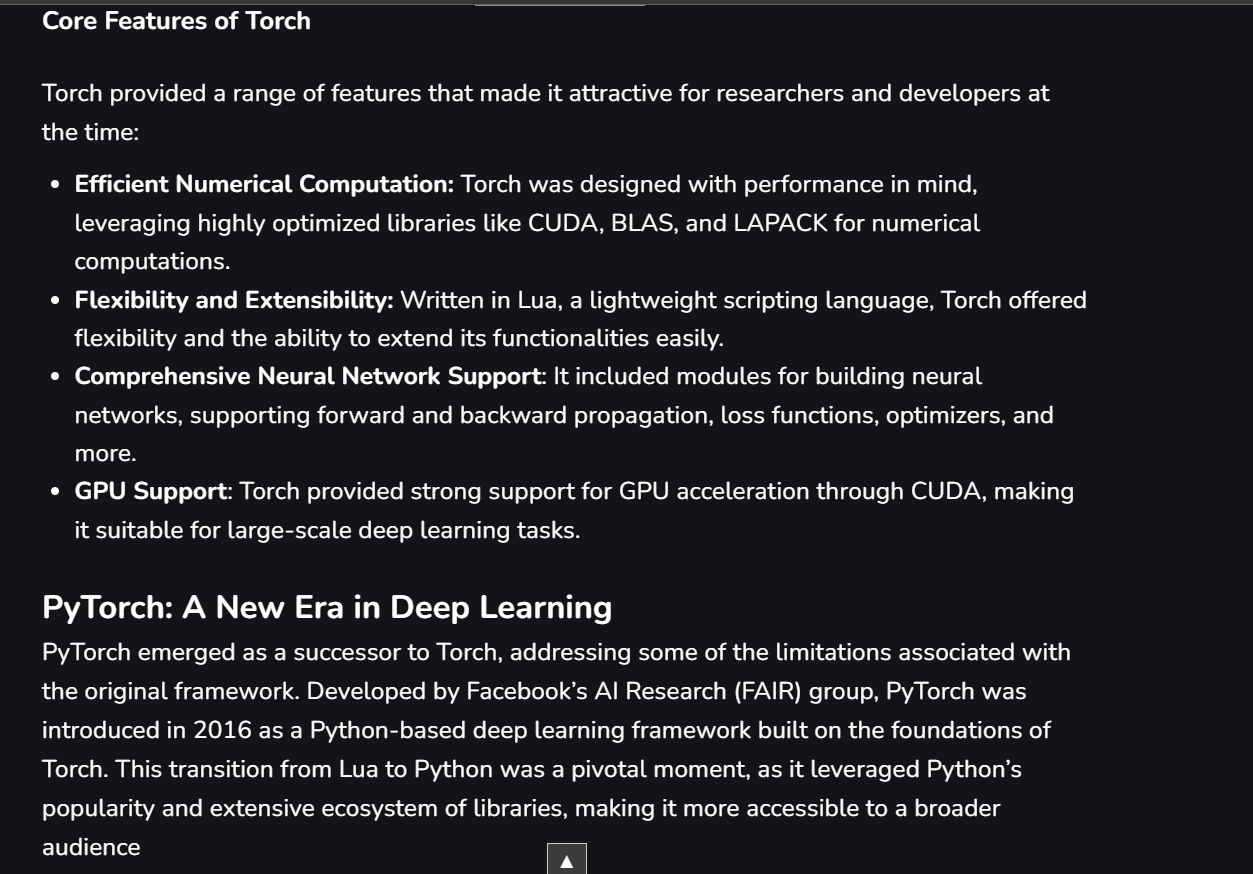 Core Features of Torch
Torch provided a range of features that made it attractive for researchers and developers at
the time:
• Efficient Numerical Computation: Torch was designed with performance in mind,
leveraging highly optimized libraries like CUDA, BLAS, and LAPACK for numerical
computations.
• Flexibility and Extensibility: Written in Lua, a lightweight scripting language, Torch offered
flexibility and the ability to extend its functionalities easily.
• Comprehensive Neural Network Support: It included modules for building neural
networks, supporting forward and backward propagation, loss functions, optimizers, and
more.
• GPU Support: Torch provided strong support for GPU acceleration through CUDA, making
it suitable for large-scale deep learning tasks.
PyTorch: A New Era in Deep Learning
PyTorch emerged as a successor to Torch, addressing some of the limitations associated with
the original framework. Developed by Facebook’s AI Research (FAIR) group, PyTorch was
introduced in 2016 as a Python-based deep learning framework built on the foundations of
Torch. This transition from Lua to Python was a pivotal moment, as it leveraged Python’s
popularity and extensive ecosystem of libraries, making it more accessible to a broader
audience